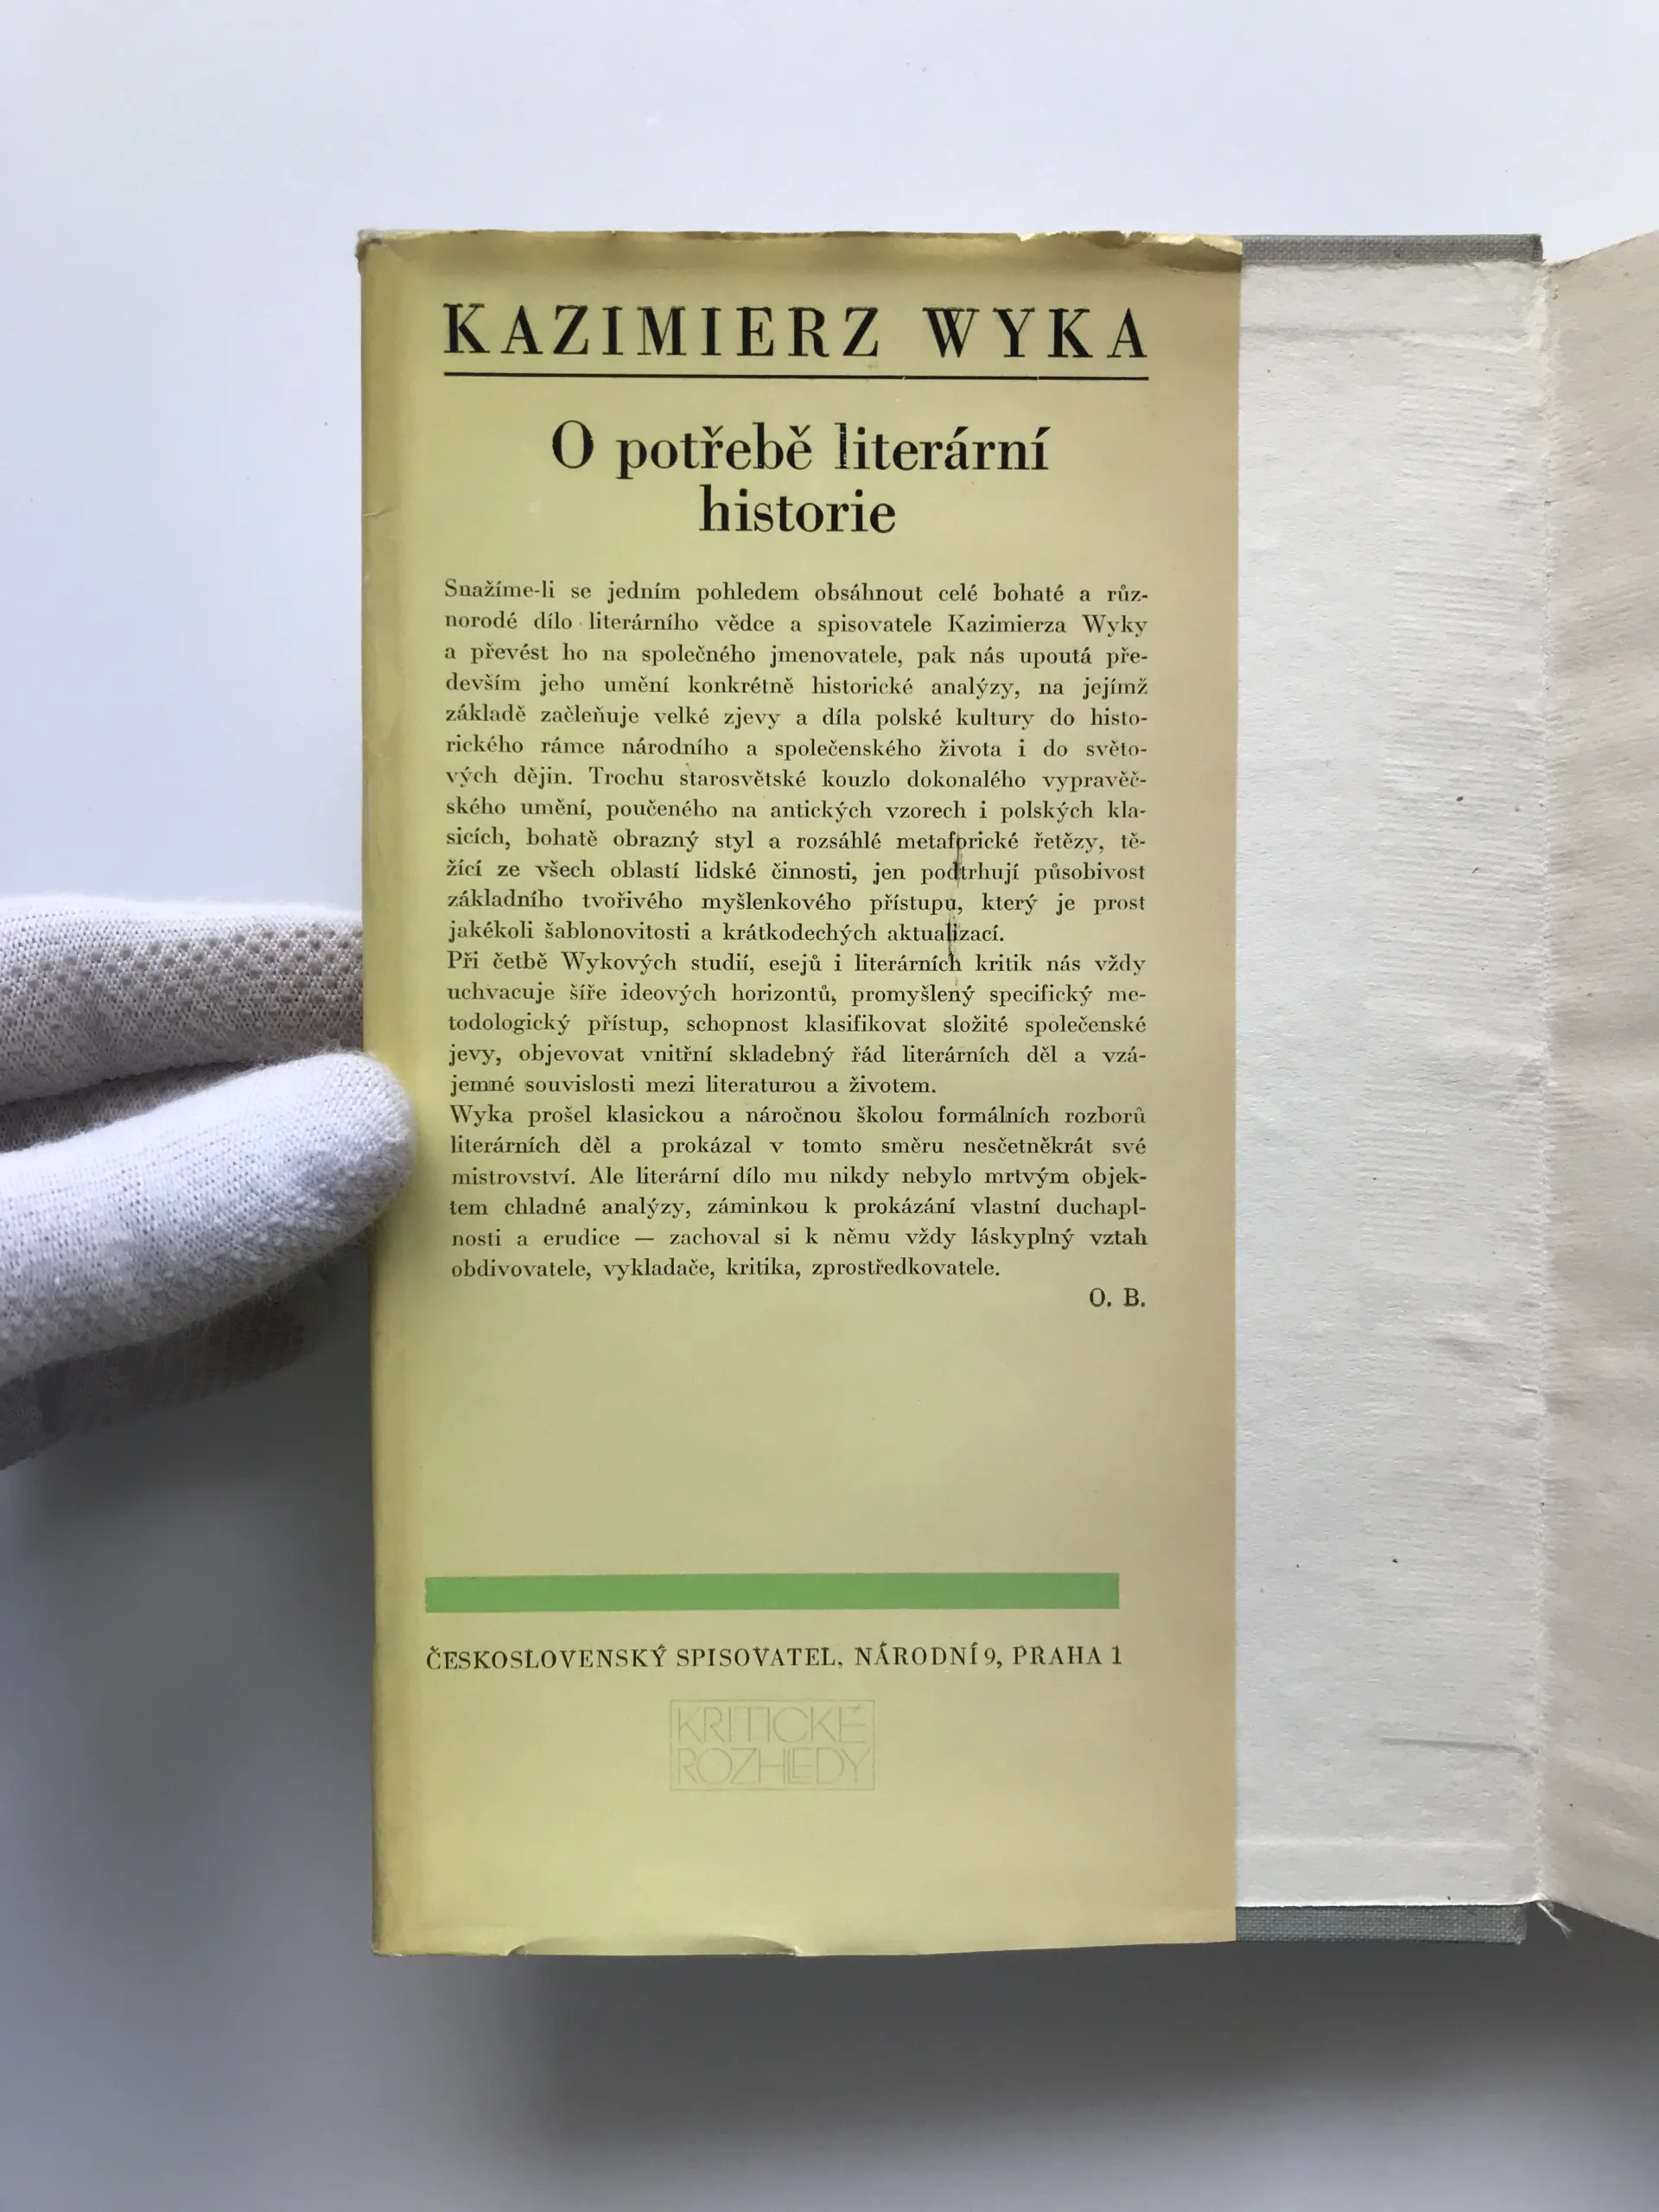 KAZIMIERZ WYKA
O potřebě literární
historie
Snažíme-li se jedním pohledem obsáhnout celé bohaté a růz-
norodé dílo literárního vědce a spisovatele Kazimierza Wyky
a převést ho na společného jmenovatele, pak nás upoutá pře-
devším jeho umění konkrétně historické analýzy, na jejímž
základě začleňuje velké zjevy a díla polské kultury do histo-
rického rámce národního a společenského života i do světo-
vých dějin. Trochu starosvětské kouzlo dokonalého vypravěč-
ského umění, poučeného na antických vzorech i polských kla-
sicích, bohatě obrazný styl a rozsáhlé metaforické řetězy, tě-
žící ze všech oblastí lidské činnosti, jen podtrhují působivost
základního tvořivého myšlenkového přístupu, který je prost
jakékoli šablonovitosti a krátkodechých aktualizací.
Při četbě Wykových studií, esejů i literárních kritik nás vždy
uchvacuje šíře ideových horizontů, promyšlený specifický me-
todologický přístup, schopnost klasifikovat složité společenské
jevy, objevovat vnitřní skladebný řád literárních děl a vzá-
jemné souvislosti mezi literaturou a životem.
Wyka prošel klasickou a náročnou školou formálních rozborů
literárních děl a prokázal v tomto směru nesčetněkrát své
mistrovství. Ale literární dílo mu nikdy nebylo mrtvým objek-
tem chladné analýzy, záminkou k prokázání vlastní duchapl-
nosti a erudice — zachoval si k němu vždy láskyplný vztah
obdivovatele, vykladače, kritika, zprostředkovatele.
O. B.
ČESKOSLOVENSKÝ SPISOVATEL, NÁRODNÍ 9, PRAHA 1
KRITICKÉ
ROZHLEDY